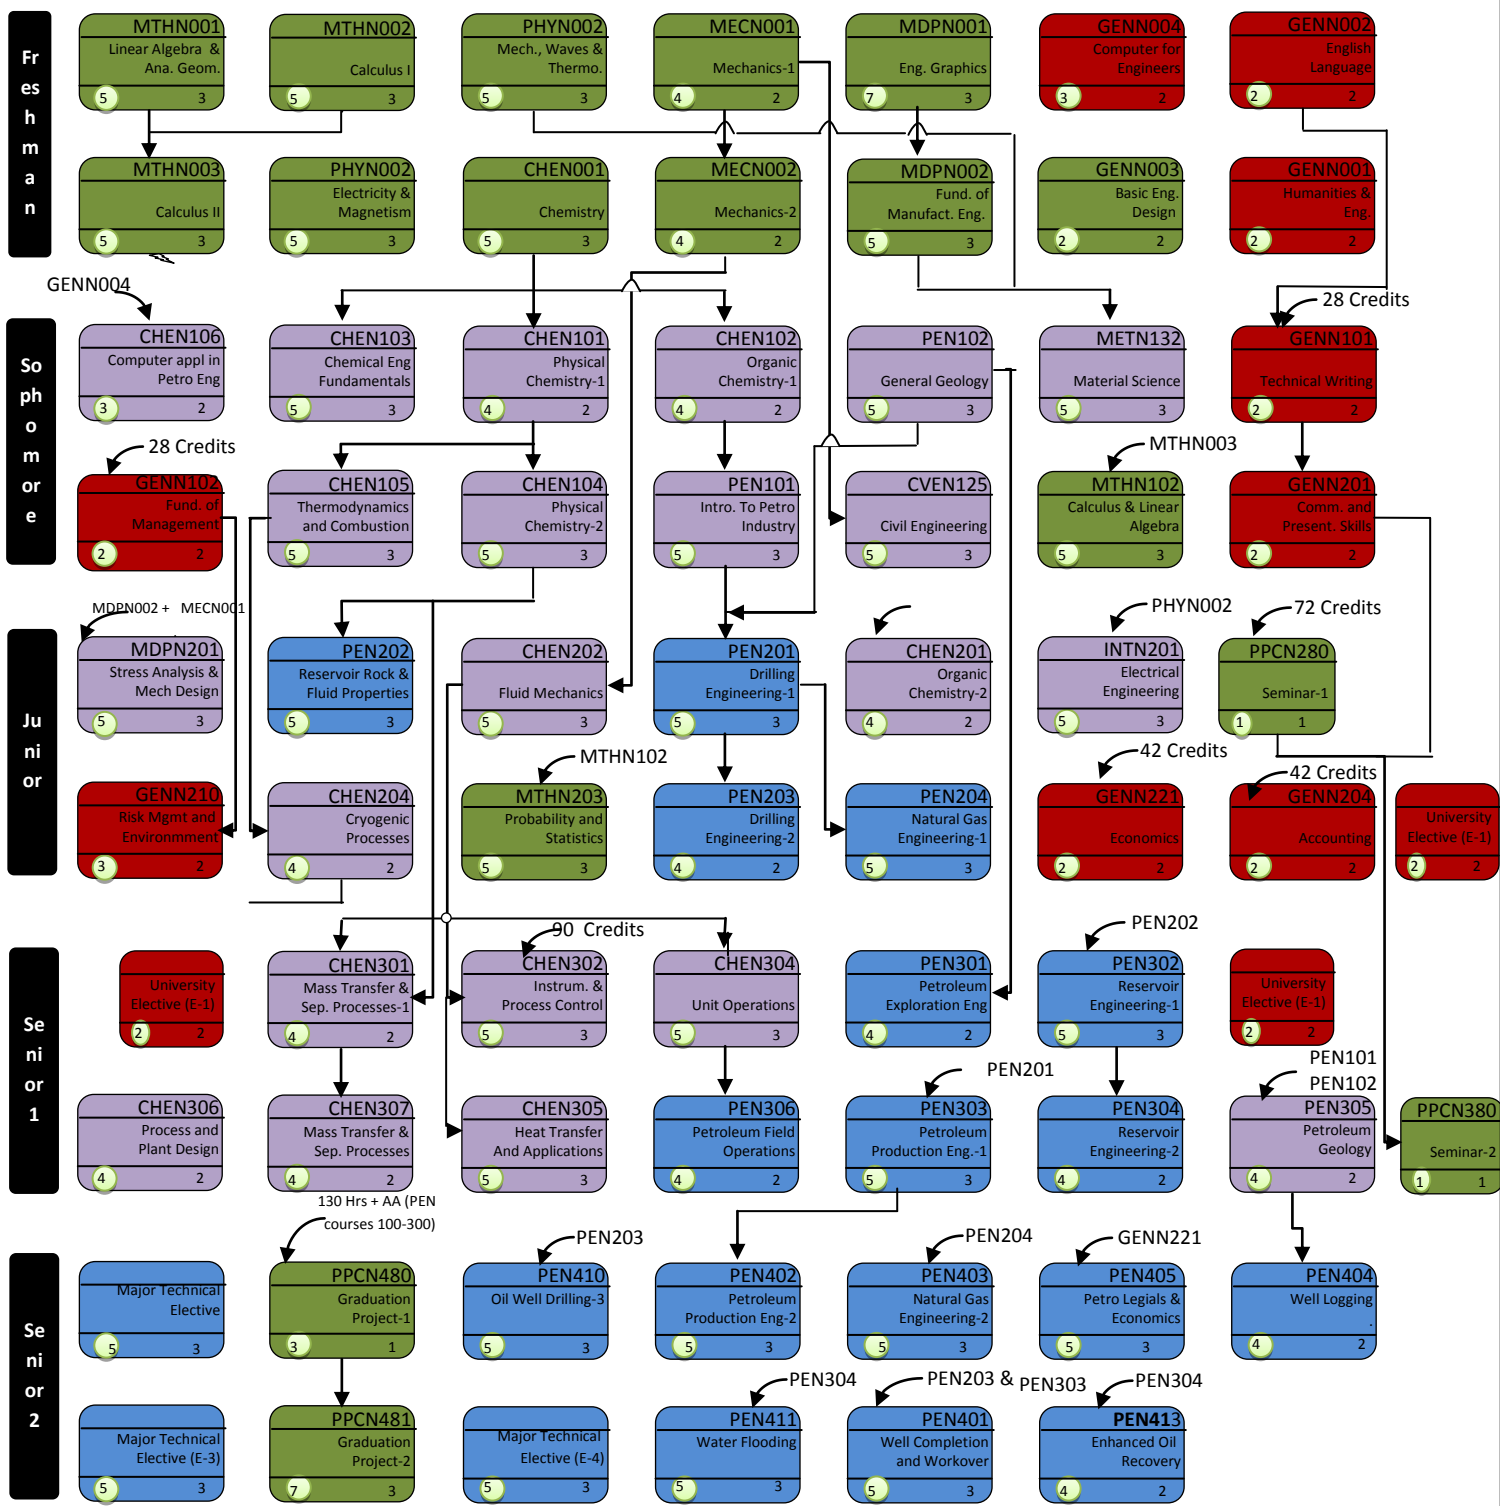 Fr
es
h
m
a
n
MTHN001
Linear Algebra &
Ana. Geom.
5 3
MTHN002
Calculus I
5 3
PHYN002
Mech., Waves &
Thermo.
5 3
MECN001
Mechanics-1
4 2
MDPN001
Eng. Graphics
7 3
GENN004
Computer for
Engineers
3 2
GENN002
English
Language
2 2
MTHN003
Calculus II
5 3
PHYN002
Electricity &
Magnetism
5 3
CHEN001
Chemistry
5 3
MECN002
Mechanics-2
4 2
MDPN002
Fund. of
Manufact. Eng.
5 3
GENN003
Basic Eng.
Design
2 2
GENN001
Humanities &
Eng.
2 2
So
ph
o
m
or
e
GENN004
CHEN106
Computer appl in
Petro Eng
3 2
CHEN103
Chemical Eng
Fundamentals
5 3
CHEN101
Physical
Chemistry-1
4 2
CHEN102
Organic
Chemistry-1
4 2
PEN102
General Geology
5 3
METN132
Material Science
5 3
28 Credits
GENN101
Technical Writing
2 2
28 Credits
GENN102
Fund. of
Management
2 2
CHEN105
Thermodynamics
and Combustion
5 3
CHEN104
Physical
Chemistry-2
5 3
PEN101
Intro. To Petro
Industry
5 3
CVEN125
Civil Engineering
5 3
MTHN003
MTHN102
Calculus & Linear
Algebra
5 3
GENN201
Comm. and
Present. Skills
2 2
Ju
ni
or
MDPN002 + MECN001
MDPN201
Stress Analysis &
Mech Design
5 3
PEN202
Reservoir Rock &
Fluid Properties
5 3
CHEN202
Fluid Mechanics
5 3
PEN201
Drilling
Engineering-1
5 3
CHEN201
Organic
Chemistry-2
4 2
PHYN002
INTN201
Electrical
Engineering
5 3
72 Credits
PPCN280
Seminar-1
1 1
GENN210
Risk Mgmt and
Environmment
3 2
CHEN204
Cryogenic
Processes
4 2
MTHN102
MTHN203
Probability and
Statistics
5 3
PEN203
Drilling
Engineering-2
4 2
PEN204
Natural Gas
Engineering-1
5 3
42 Credits
GENN221
Economics
2 2
42 Credits
GENN204
Accounting
2 2
University
Elective (E-1)
2 2
Se
ni
or
1
University
Elective (E-1)
2 2
CHEN301
Mass Transfer &
Sep. Processes-1
4 2
90 Credits
CHEN302
Instrum. &
Process Control
5 3
CHEN304
Unit Operations
5 3
PEN301
Petroleum
Exploration Eng
4 2
PEN202
PEN302
Reservoir
Engineering-1
5 3
University
Elective (E-1)
2 2
CHEN306
Process and
Plant Design
4 2
CHEN307
Mass Transfer &
Sep. Processes
4 2
CHEN305
Heat Transfer
And Applications
5 3
PEN306
Petroleum Field
Operations
4 2
PEN201
PEN303
Petroleum
Production Eng.-1
5 3
PEN304
Reservoir
Engineering-2
4 2
PEN101
PEN102
PEN305
Petroleum
Geology
4 2
PPCN380
Seminar-2
1 1
Se
ni
or
2
Major Technical
Elective
5 3
130 Hrs + AA (PEN
courses 100-300)
PPCN480
Graduation
Project-1
3 1
PEN203
PEN410
Oil Well Drilling-3
5 3
PEN402
Petroleum
Production Eng-2
5 3
PEN204
PEN403
Natural Gas
Engineering-2
5 3
GENN221
PEN405
Petro Legials &
Economics
5 3
PEN404
Well Logging
.
4 2
Major Technical
Elective (E-3)
5 3
PPCN481
Graduation
Project-2
7 3
Major Technical
Elective (E-4)
5 3
PEN304
PEN411
Water Flooding
5 3
PEN203 & PEN303
PEN401
Well Completion
and Workover
5 3
PEN304
PEN413
Enhanced Oil
Recovery
4 2